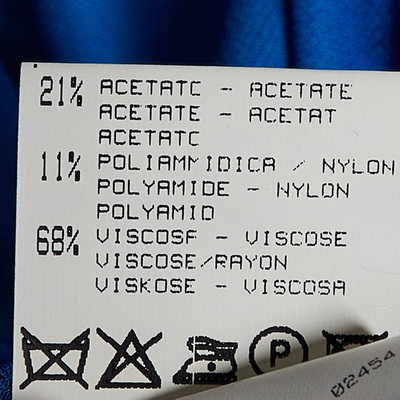 21% ACETATC - ACETATE
ACETATE - ACETAT
ACETATC
11% POLIAMMIDICA / NYLON
POLYAMIDE - NYLON
POLYAMID
68% VISCOSF - VISCOSE
VISCOSE/RAYON
VISKOSE - VISCOSA
P
02454